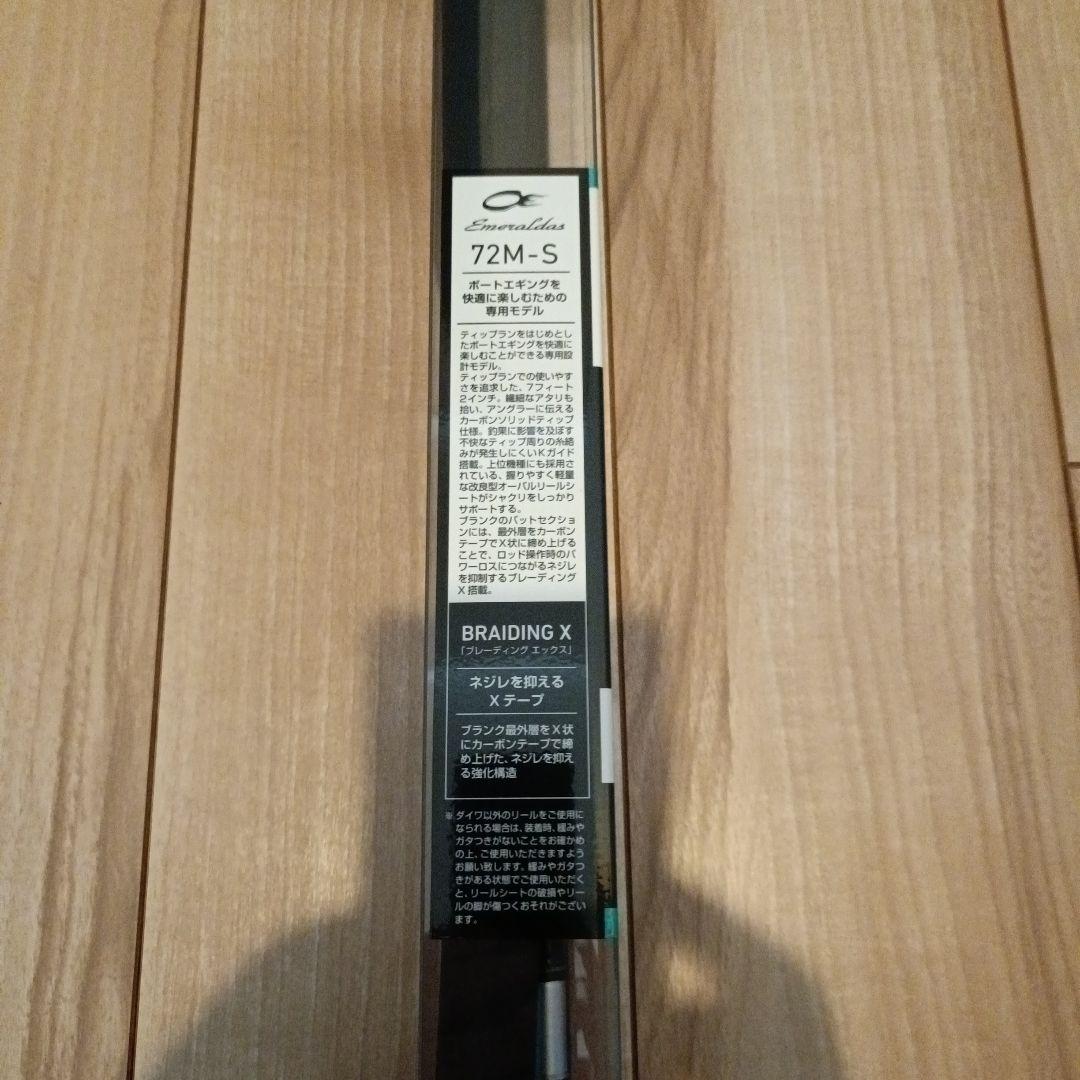 Emeraldas
72M-S
ボートエギングを
快適に楽しむための
専用モデル
ティップランをはじめとし
たボートエギングを快適に
楽しむことができる専用設
計モデル。
ティップランでの使いやす
さを追求した、7フィート
2インチ。繊細なアタリも
拾い、アングラーに伝える
カーボンソリッドティップ
仕様。釣果に影響を及ぼす
不快なティップ周りの糸絡
みが発生しにくいKガイド
搭載。上位機種にも採用さ
れている、握りやすく軽量
な改良型オーバルリールシ
ートがシャクリをしっかり
サポートする。
ブランクのバットセクショ
ンには、最外層をカーボン
テープでX状に締め上げる
ことで、ロッド操作時のパ
ワーロスにつながるネジレ
を抑制するブレーディング
X搭載。
BRAIDING X
「ブレーディング エックス」
ネジレを抑える
Xテープ
ブランク最外層をX状
にカーボンテープで締
め上げた、ネジレを抑え
る強化構造
※ダイワ以外のリールをご使用に
なられる場合は、装着時、緩みや
ガタつきがないことをお確かめ
の上、ご使用いただきますよう
お願い致します。緩みやガタつ
きがある状態でご使用いただく
と、リールシートの破損やリー
ルの脚が傷つくおそれがござい
ます。